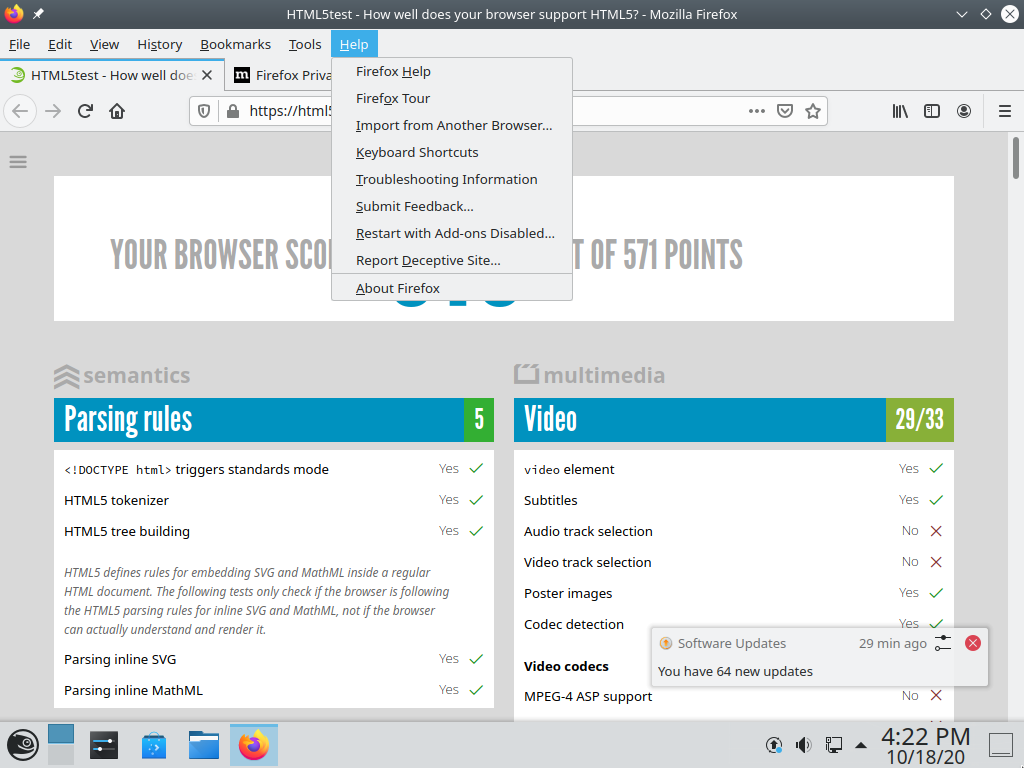 HTML5test - How well does your browser support HTML5? - Mozilla Firefox
File Edit View History Bookmarks Tools Help
HTML5test - How well doe
m Firefox Priva
https://html5
Firefox Help
Firefox Tour
Import from Another Browser...
Keyboard Shortcuts
Troubleshooting Information
Submit Feedback...
Restart with Add-ons Disabled...
Report Deceptive Site...
About Firefox
YOUR BROWSER SCO T OF 571 POINTS
semantics
Parsing rules 5
<!DOCTYPE html> triggers standards mode Yes
HTML5 tokenizer Yes
HTML5 tree building Yes
HTML5 defines rules for embedding SVG and MathML inside a regular
HTML document. The following tests only check if the browser is following
the HTML5 parsing rules for inline SVG and MathML, not if the browser
can actually understand and render it.
Parsing inline SVG Yes
Parsing inline MathML Yes
multimedia
Video 29/33
video element Yes
Subtitles Yes
Audio track selection No
Video track selection No
Poster images Yes
Codec detection Yes
Video codecs
MPEG-4 ASP support No
Software Updates 29 min ago
You have 64 new updates
4:22 PM
10/18/20